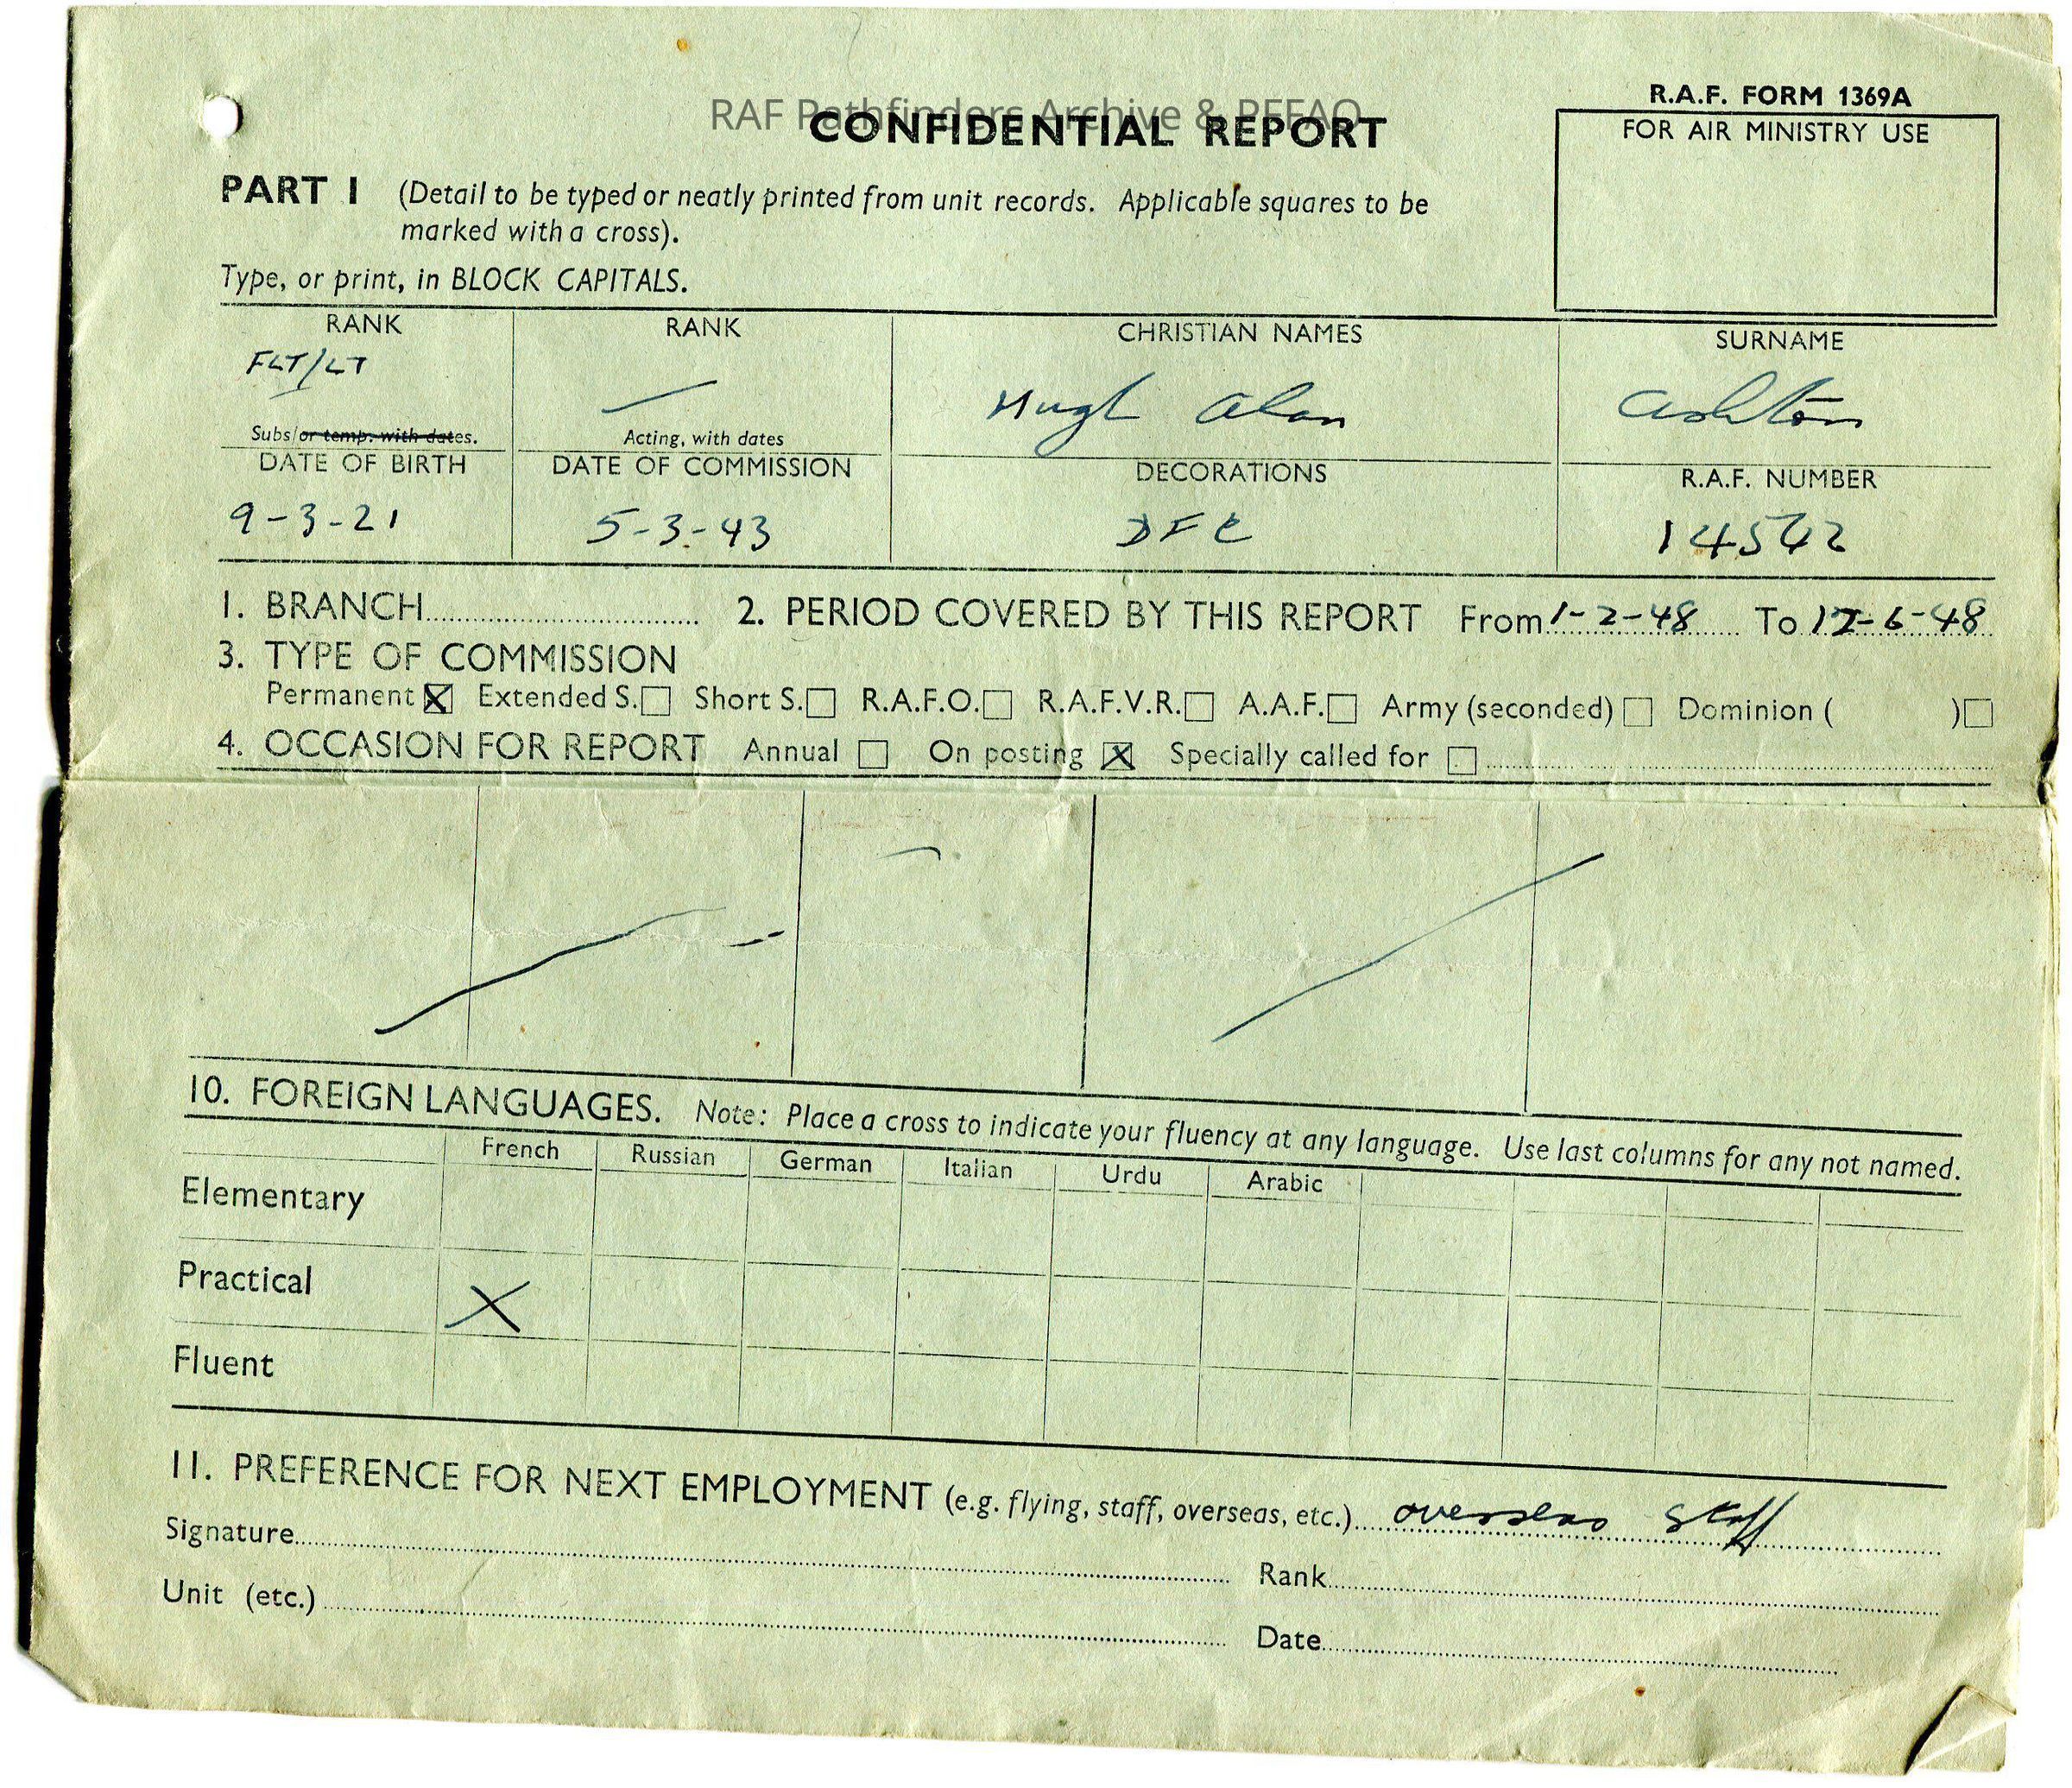 RAF Pathfinders Archive & PFFAO
R.A.F. FORM 1369A
CONFIDENTIAL REPORT
FOR AIR MINISTRY USE
PART I (Detail to be typed or neatly printed from unit records. Applicable squares to be
marked with a cross).
Type, or print, in BLOCK CAPITALS.
RANK RANK CHRISTIAN NAMES SURNAME
FLT/LT — Hugh Alan Ashton
Subs/or temp. with dates. Acting, with dates
DATE OF BIRTH DATE OF COMMISSION DECORATIONS R.A.F. NUMBER
9-3-21 5-3-43 DFC
1. BRANCH 2. PERIOD COVERED BY THIS REPORT From 1-2-48 To 17-6-48
3. TYPE OF COMMISSION
Permanent X Extended S. Short S. R.A.F.O. R.A.F.V.R. A.A.F. Army (seconded) Dominion ( )
4. OCCASION FOR REPORT Annual On posting X Specially called for
10. FOREIGN LANGUAGES. Note: Place a cross to indicate your fluency at any language. Use last columns for any not named.
French Russian German Italian Urdu Arabic
Elementary
Practical X
Fluent
11. PREFERENCE FOR NEXT EMPLOYMENT (e.g. flying, staff, overseas, etc.) overseas staff
Signature Rank
Unit (etc.) Date